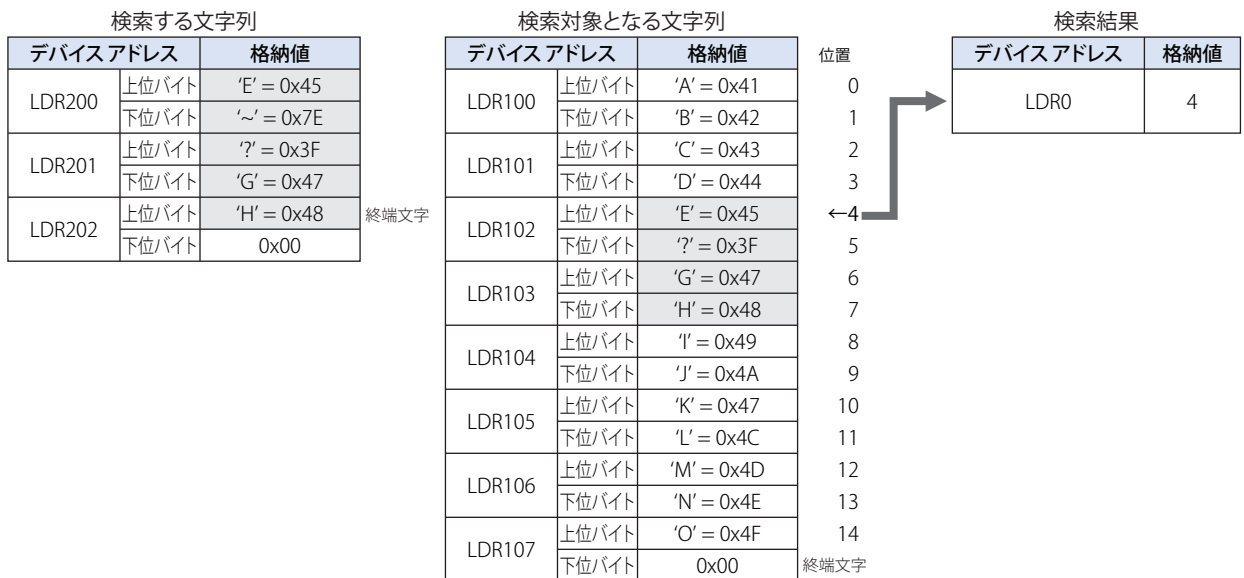 検索する文字列
デバイス アドレス 格納値
LDR200 上位バイト ‘E’ = 0x45
下位バイト ‘~’ = 0x7E
LDR201 上位バイト ‘?’ = 0x3F
下位バイト ‘G’ = 0x47
LDR202 上位バイト ‘H’ = 0x48 終端文字
下位バイト 0x00
検索対象となる文字列
デバイス アドレス 格納値 位置
LDR100 上位バイト ‘A’ = 0x41 0
下位バイト ‘B’ = 0x42 1
LDR101 上位バイト ‘C’ = 0x43 2
下位バイト ‘D’ = 0x44 3
LDR102 上位バイト ‘E’ = 0x45 ←4
下位バイト ‘?’ = 0x3F 5
LDR103 上位バイト ‘G’ = 0x47 6
下位バイト ‘H’ = 0x48 7
LDR104 上位バイト ‘I’ = 0x49 8
下位バイト ‘J’ = 0x4A 9
LDR105 上位バイト ‘K’ = 0x47 10
下位バイト ‘L’ = 0x4C 11
LDR106 上位バイト ‘M’ = 0x4D 12
下位バイト ‘N’ = 0x4E 13
LDR107 上位バイト ‘O’ = 0x4F 14
下位バイト 0x00 終端文字
検索結果
デバイス アドレス 格納値
LDR0 4